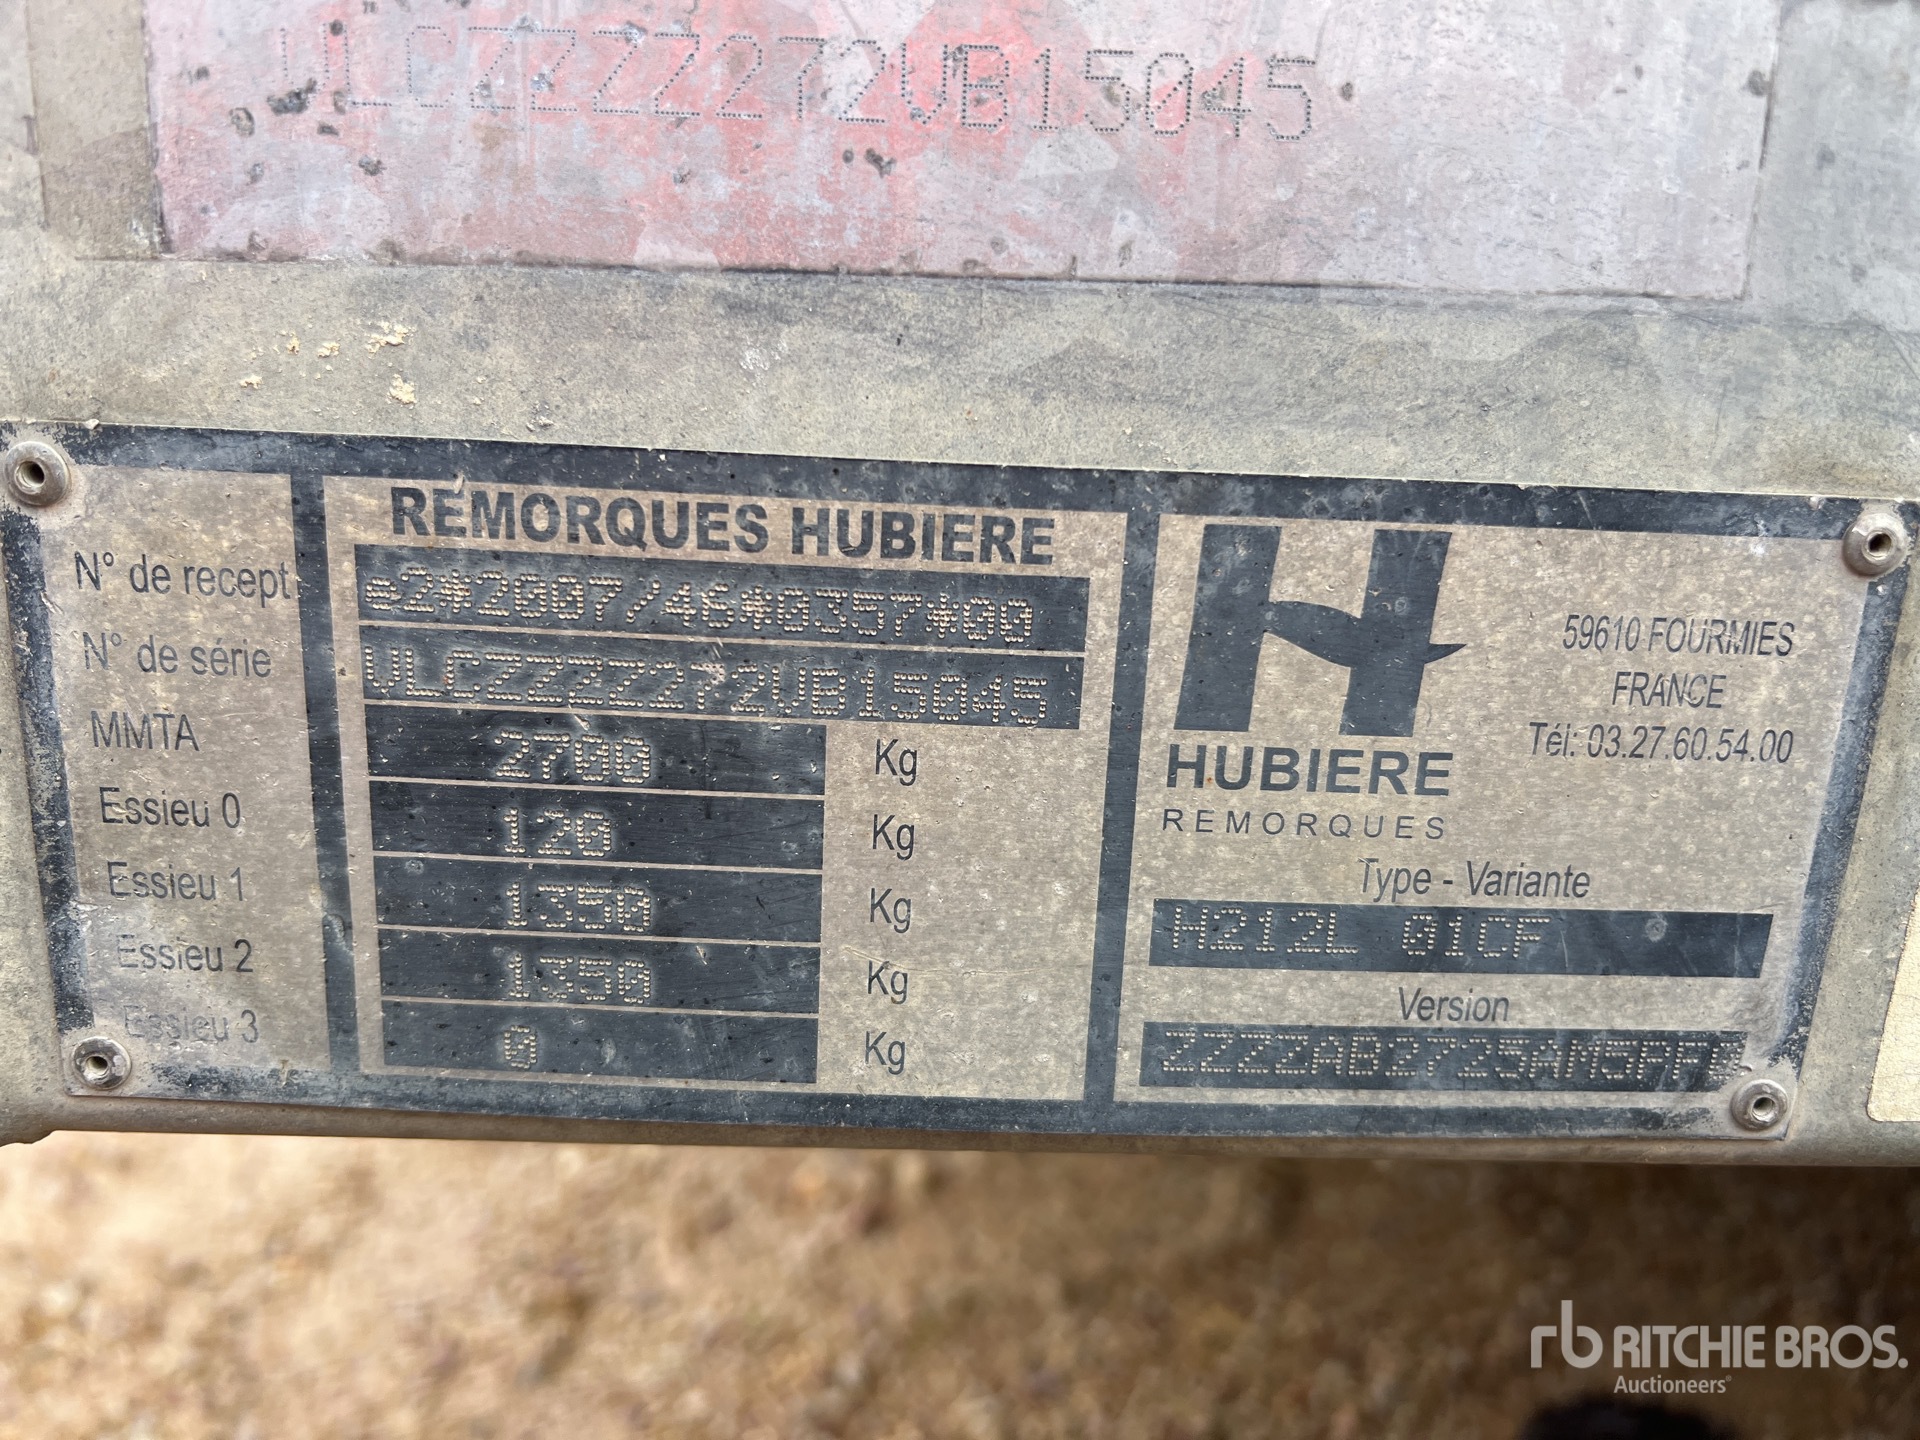 VLCZZZZ272VB15045
REMORQUES HUBIERE
N° de recept. e2*2007/46*0357*00
N° de série VLCZZZZ272VB15045
MMTA 2700 Kg
Essieu 0 120 Kg
Essieu 1 1350 Kg
Essieu 2 1350 Kg
Essieu 3 0 Kg
H
HUBIERE
REMORQUES
59610 FOURMIES
FRANCE
Tél: 03.27.60.54.00
Type - Variante
H212L 01CF
Version
rb RITCHIE BROS.
Auctioneers